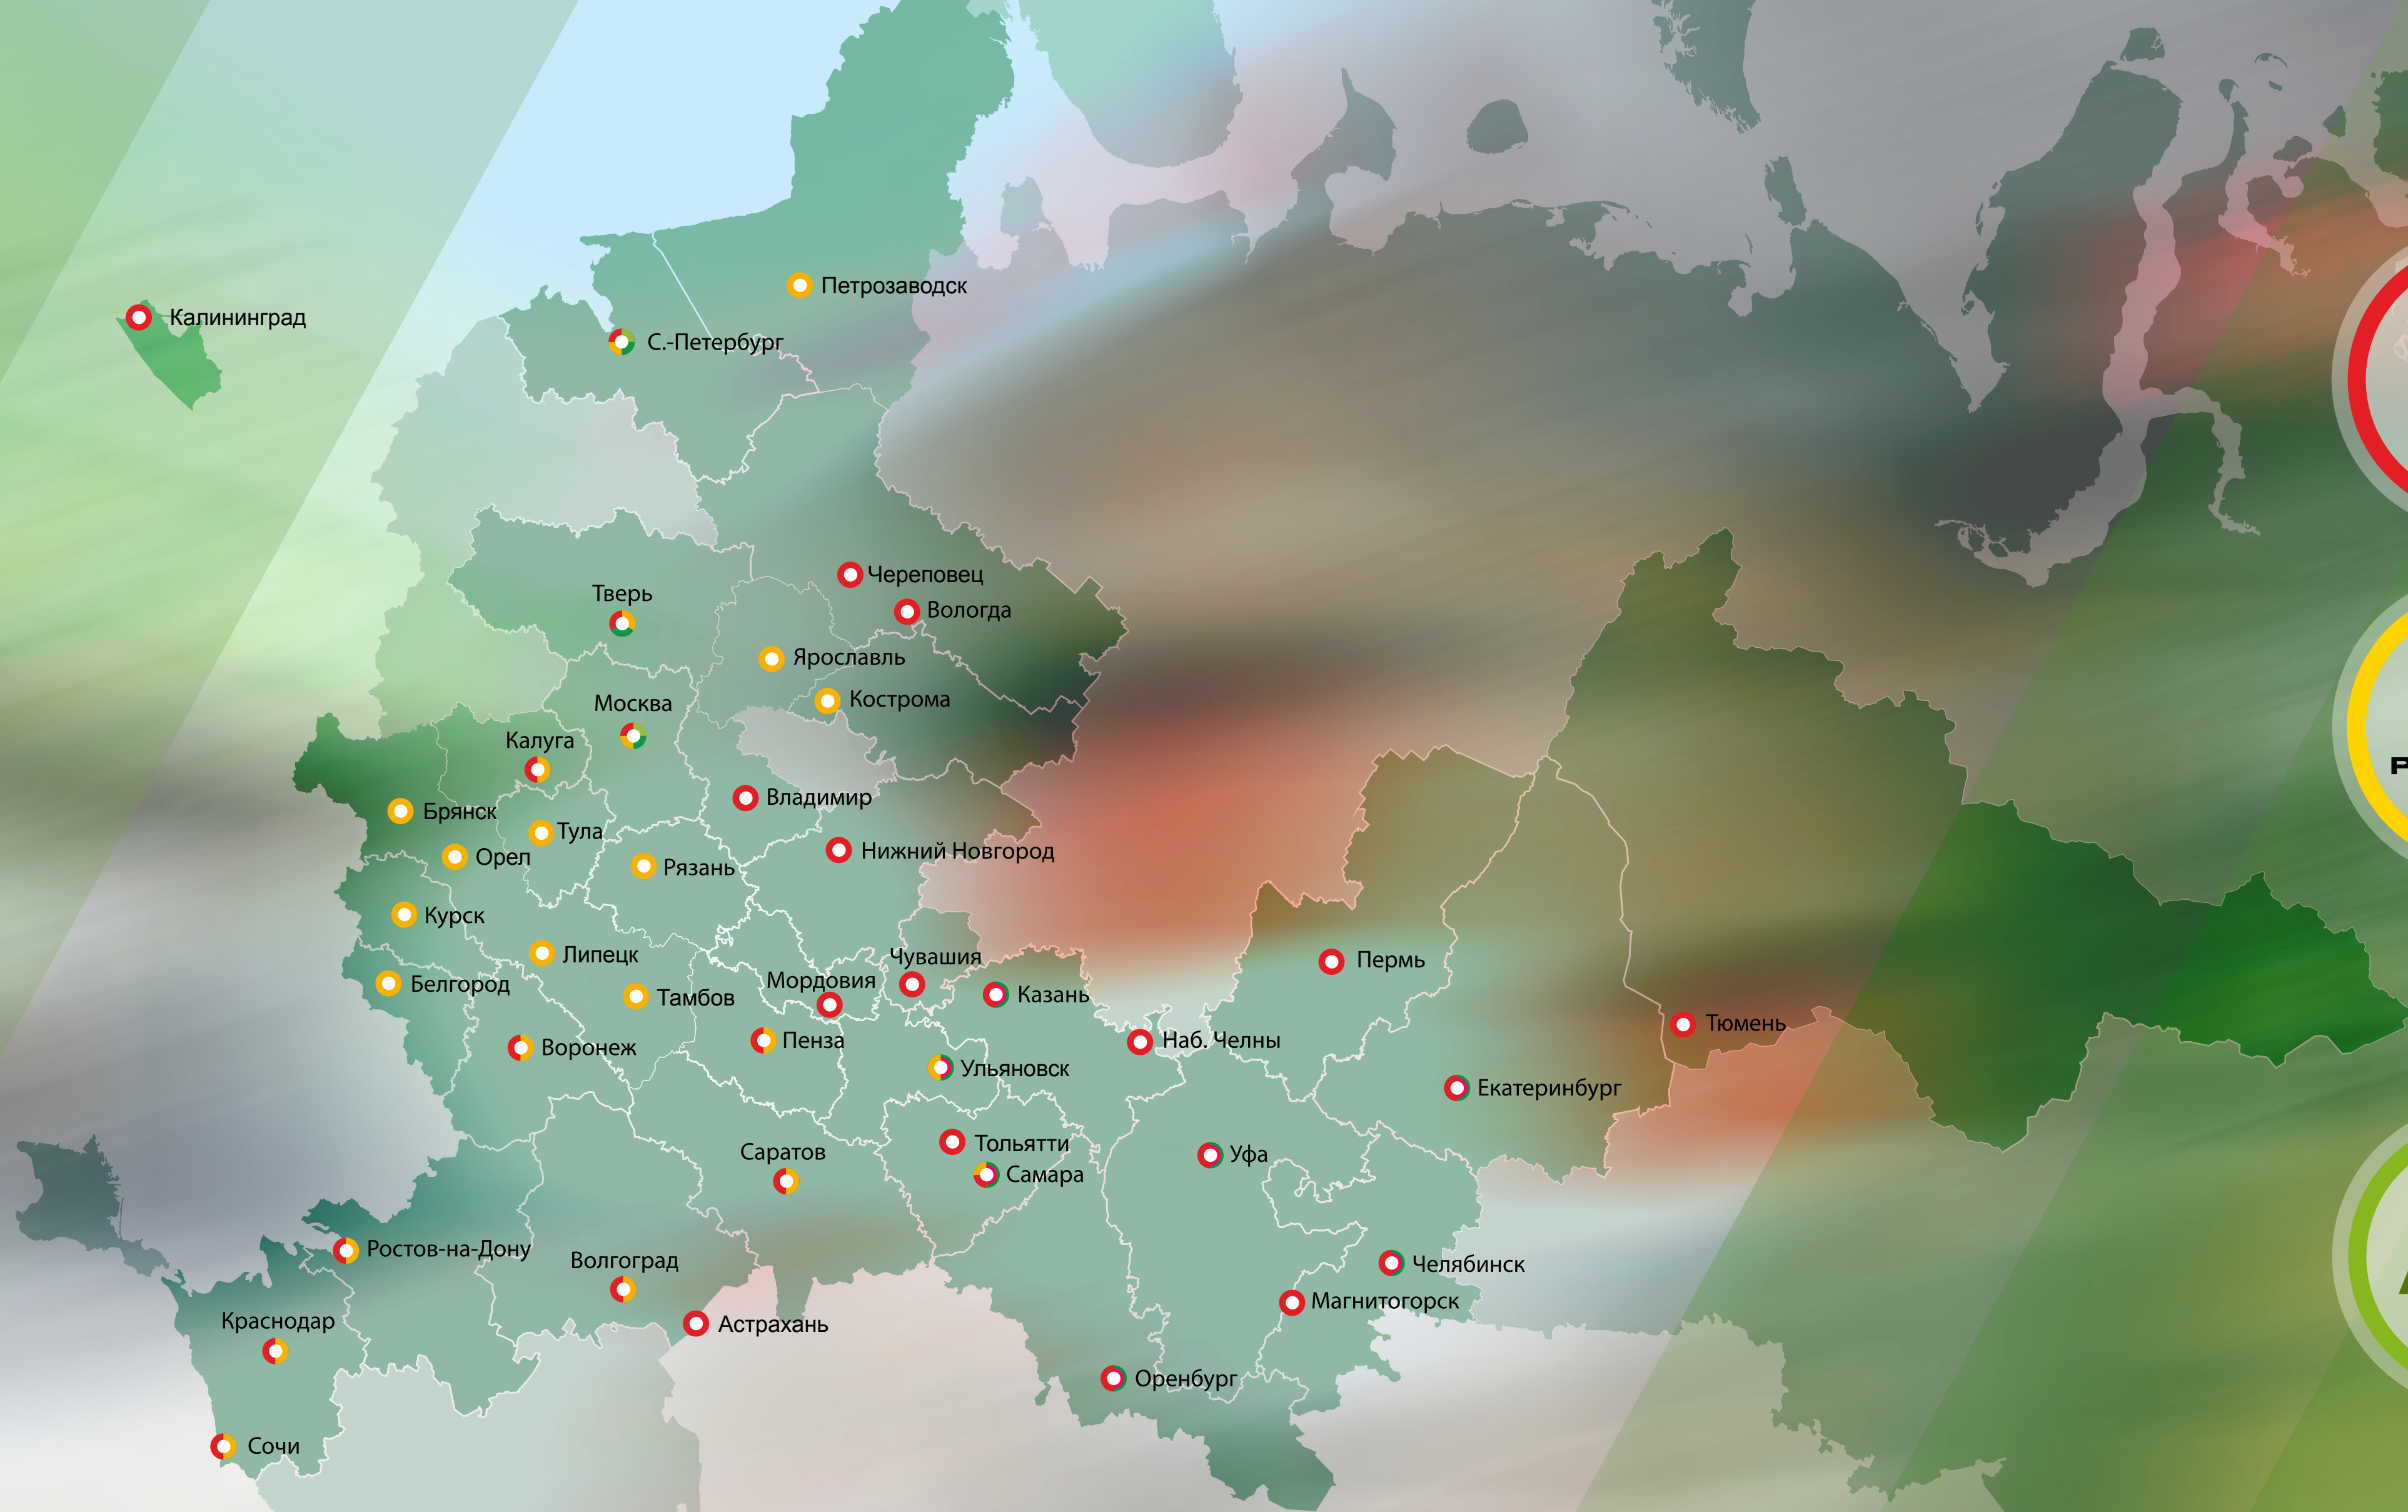 Петрозаводск
Калининград
С.-Петербург
Череповец
Тверь
Вологда
Ярославль
Кострома
Москва
Калуга
Владимир
Брянск
Тула
Нижний Новгород
Орел
Рязань
Курск
Липецк
Чувашия
Пермь
Мордовия
Белгород
Казань
Тамбов
Тюмень
Воронеж
Пенза
Наб. Челны
Ульяновск
Екатеринбург
Тольятти
Саратов
Уфа
Самара
Ростов-на-Дону
Волгоград
Челябинск
Магнитогорск
Краснодар
Астрахань
Оренбург
Сочи